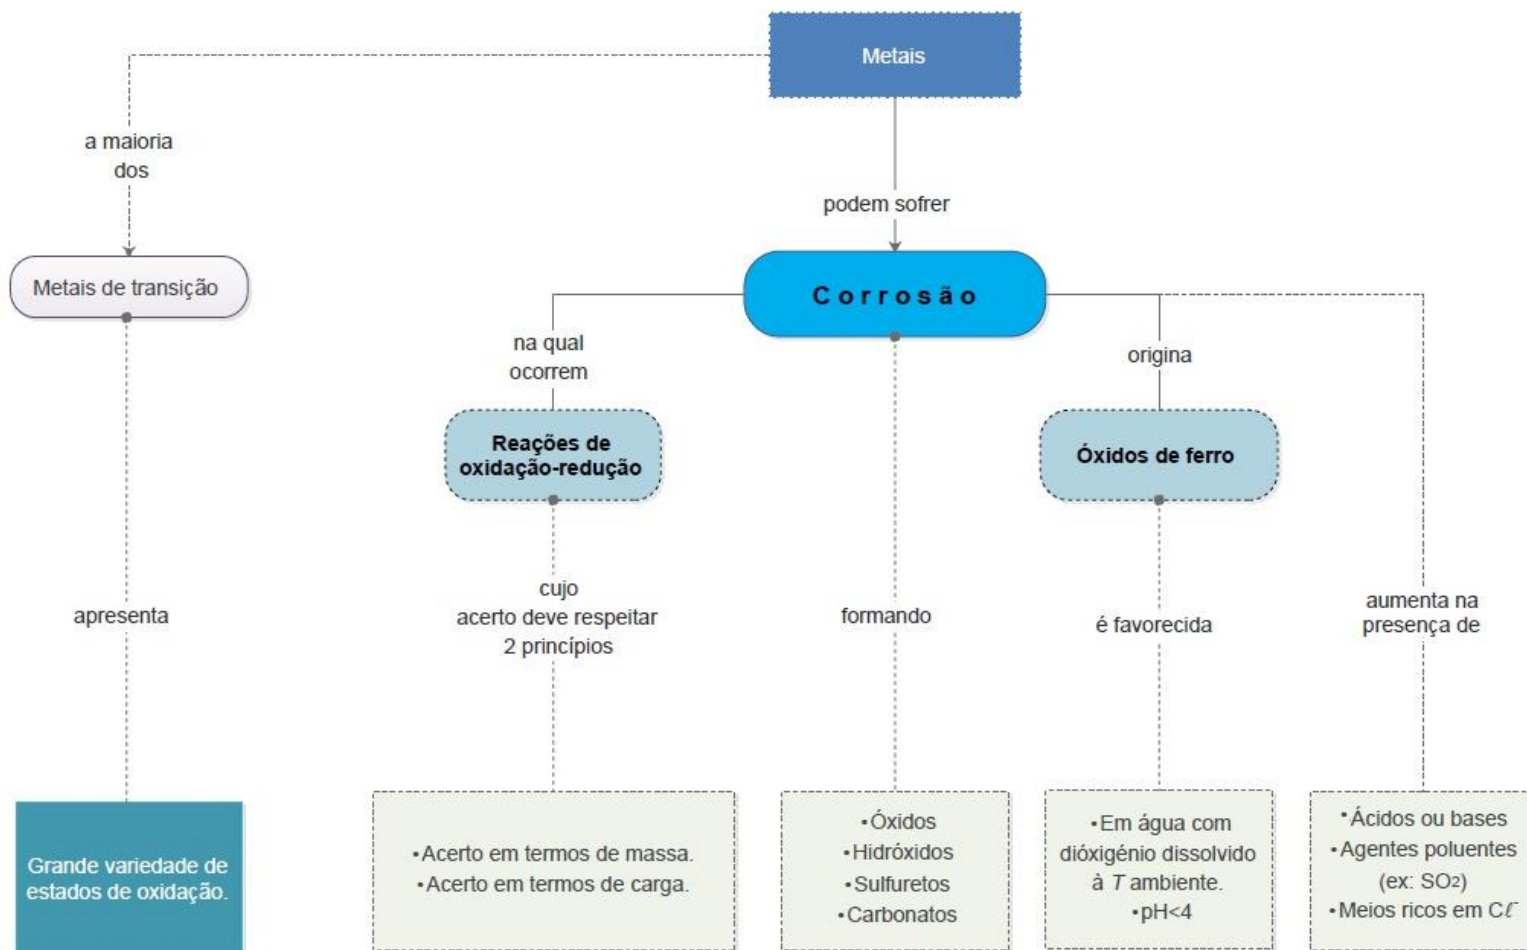 Metais
a maioria
dos
podem sofrer
Metais de transição
Corrosão
na qual
ocorrem
origina
Reações de
oxidação-redução
Óxidos de ferro
apresenta
cujo
acerto deve respeitar
2 princípios
formando
é favorecida
aumenta na
presença de
Grande variedade de
estados de oxidação.
•Acerto em termos de massa.
•Acerto em termos de carga.
•Óxidos
•Hidróxidos
•Sulfuretos
•Carbonatos
•Em água com
dióxigénio dissolvido
à T ambiente.
•pH<4
•Ácidos ou bases
•Agentes poluentes
(ex: SO2)
•Meios ricos em Cℓ⁻